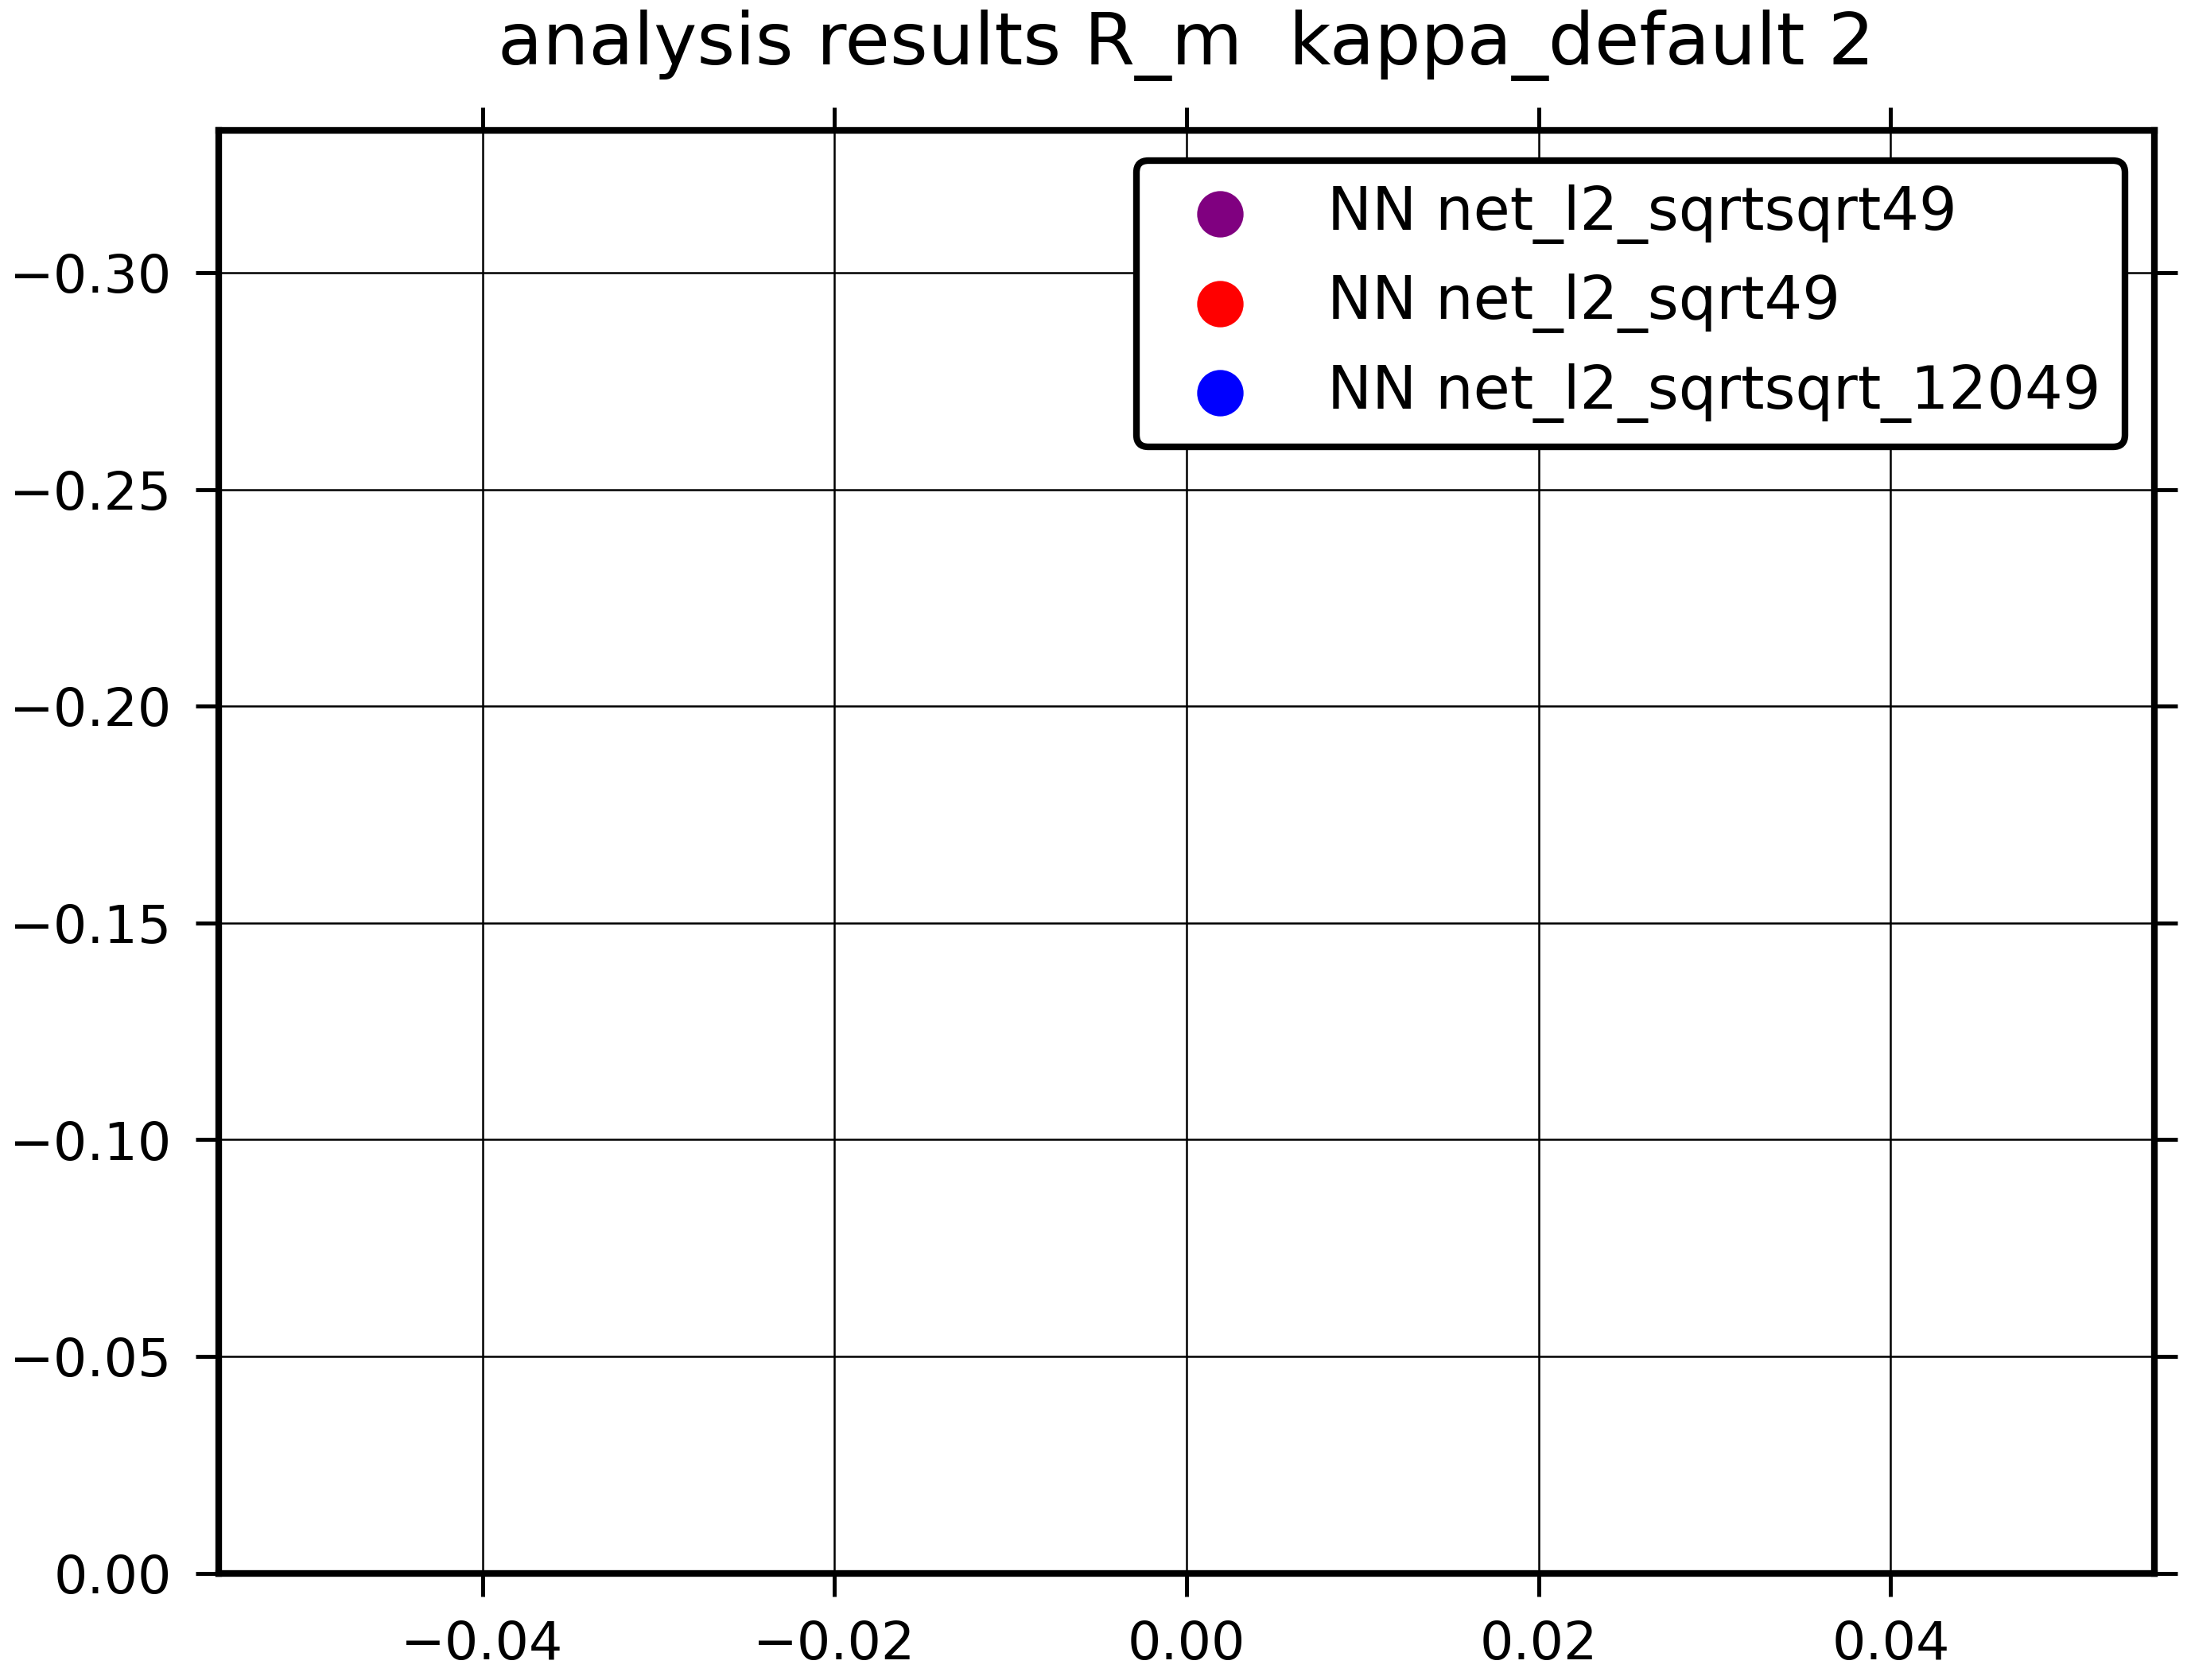 analysis results R_m  kappa_default 2
NN net_l2_sqrtsqrt49
NN net_l2_sqrt49
NN net_l2_sqrtsqrt_12049
−0.30
−0.25
−0.20
−0.15
−0.10
−0.05
0.00
−0.04 −0.02 0.00 0.02 0.04